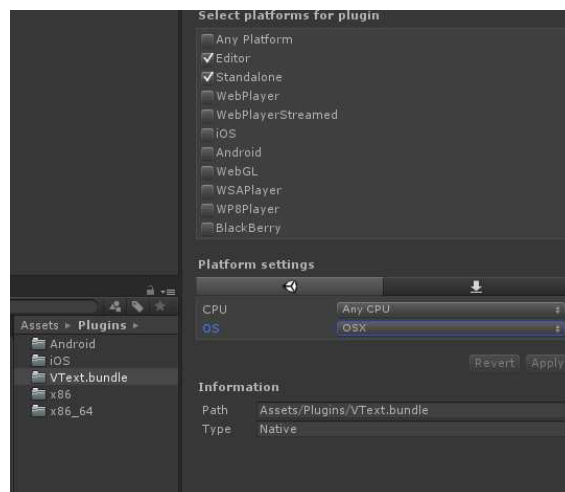 Select platforms for plugin
Any Platform
Editor
Standalone
WebPlayer
WebPlayerStreamed
iOS
Android
WebGL
WSAPlayer
WP8Player
BlackBerry
Platform settings
CPU Any CPU
OS OSX
Revert Apply
Information
Path Assets/Plugins/VText.bundle
Type Native
Assets ▸ Plugins ▸
Android
iOS
VText.bundle
x86
x86_64